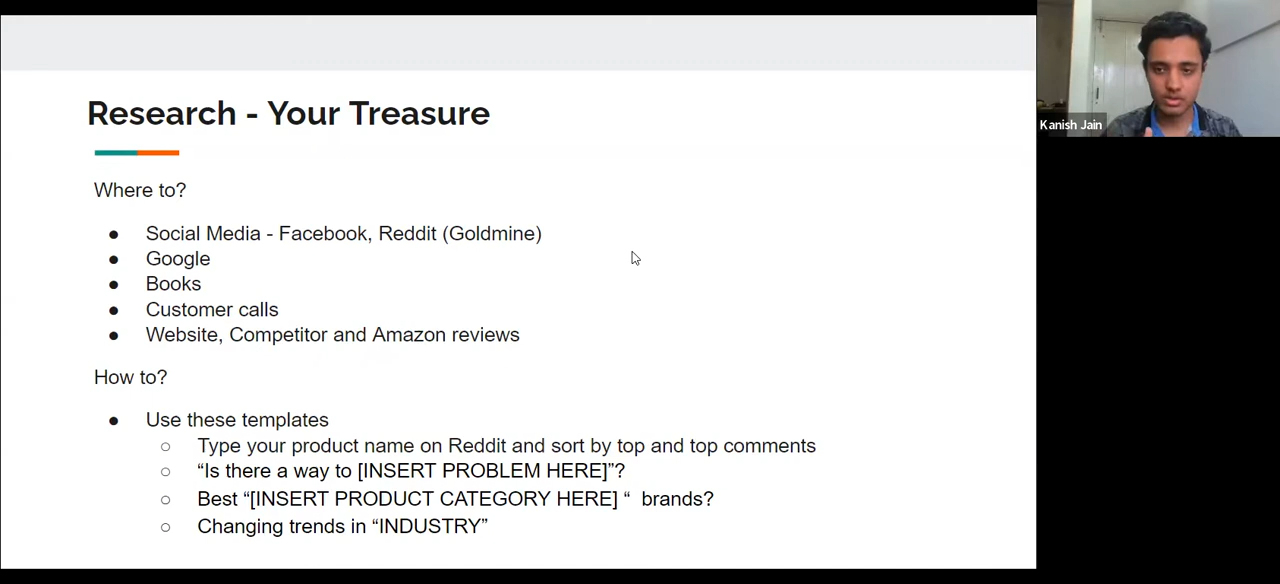 Research - Your Treasure
Where to?
● Social Media - Facebook, Reddit (Goldmine)
● Google
● Books
● Customer calls
● Website, Competitor and Amazon reviews
How to?
● Use these templates
○ Type your product name on Reddit and sort by top and top comments
○ “Is there a way to [INSERT PROBLEM HERE]”?
○ Best “[INSERT PRODUCT CATEGORY HERE] “ brands?
○ Changing trends in “INDUSTRY”
Kanish Jain